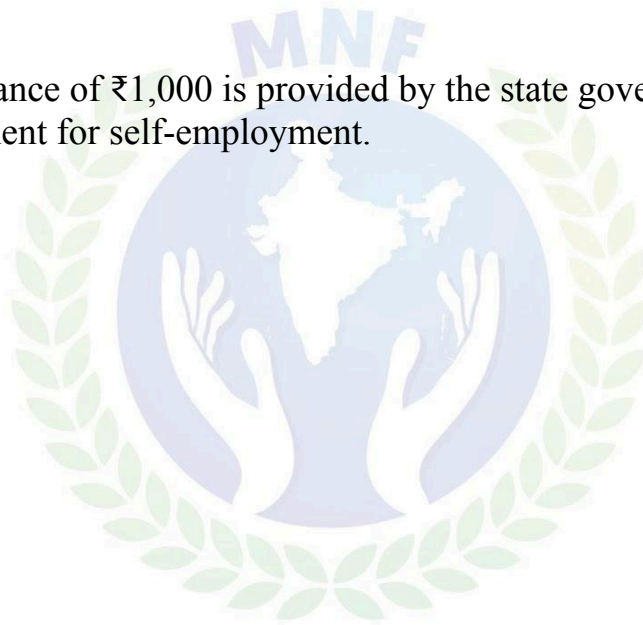 MNF
ance of ₹1,000 is provided by the state gove
ent for self-employment.